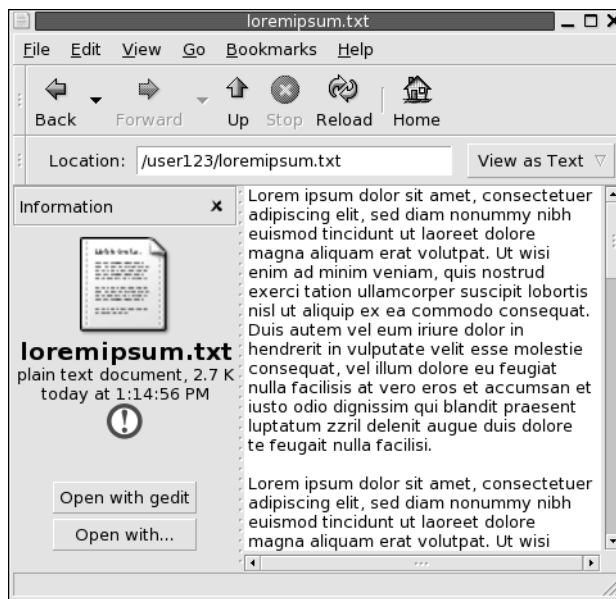 loremipsum.txt
File Edit View Go Bookmarks Help
Back Forward Up Stop Reload Home
Location: /user123/loremipsum.txt View as Text
Information
loremipsum.txt
plain text document, 2.7 K
today at 1:14:56 PM
Open with gedit
Open with...
Lorem ipsum dolor sit amet, consectetuer
adipiscing elit, sed diam nonummy nibh
euismod tincidunt ut laoreet dolore
magna aliquam erat volutpat. Ut wisi
enim ad minim veniam, quis nostrud
exerci tation ullamcorper suscipit lobortis
nisl ut aliquip ex ea commodo consequat.
Duis autem vel eum iriure dolor in
hendrerit in vulputate velit esse molestie
consequat, vel illum dolore eu feugiat
nulla facilisis at vero eros et accumsan et
iusto odio dignissim qui blandit praesent
luptatum zzril delenit augue duis dolore
te feugait nulla facilisi.
Lorem ipsum dolor sit amet, consectetuer
adipiscing elit, sed diam nonummy nibh
euismod tincidunt ut laoreet dolore
magna aliquam erat volutpat. Ut wisi